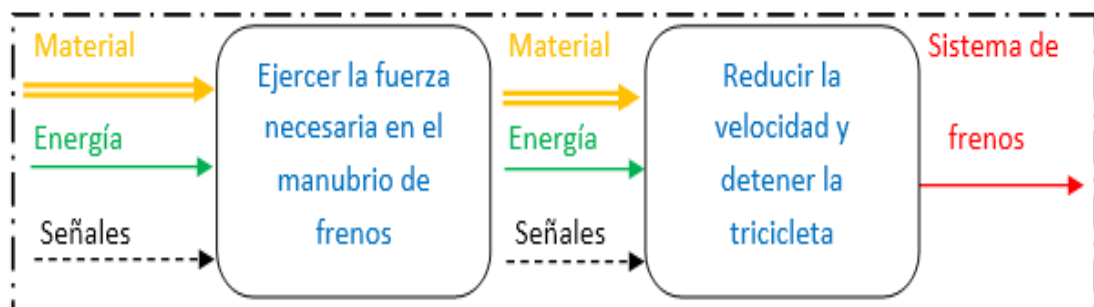 Material
Energía
Señales
Ejercer la fuerza
necesaria en el
manubrio de
frenos
Material
Energía
Señales
Reducir la
velocidad y
detener la
tricicleta
Sistema de
frenos